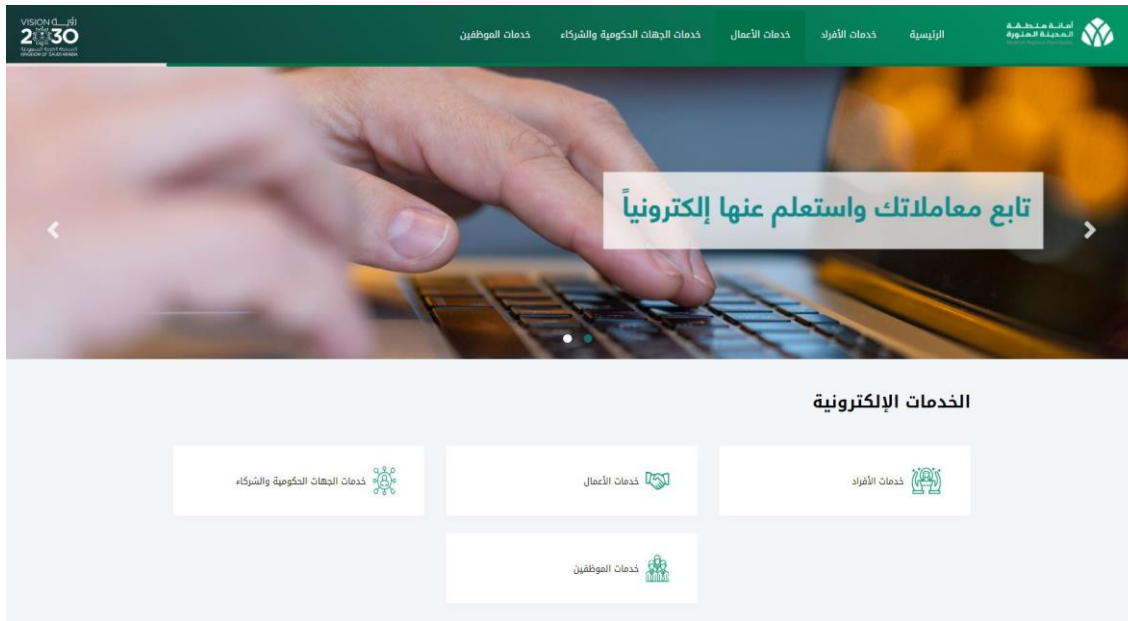 أمانة منطقة
المدينة المنورة
الرئيسية
خدمات الأفراد
خدمات الأعمال
خدمات الجهات الحكومية والشركاء
خدمات الموظفين
VISION رؤيــــة
2030
المملكة العربية السعودية
KINGDOM OF SAUDI ARABIA
تابع معاملاتك واستعلم عنها إلكترونياً
الخدمات الإلكترونية
خدمات الأفراد
خدمات الأعمال
خدمات الجهات الحكومية والشركاء
خدمات الموظفين